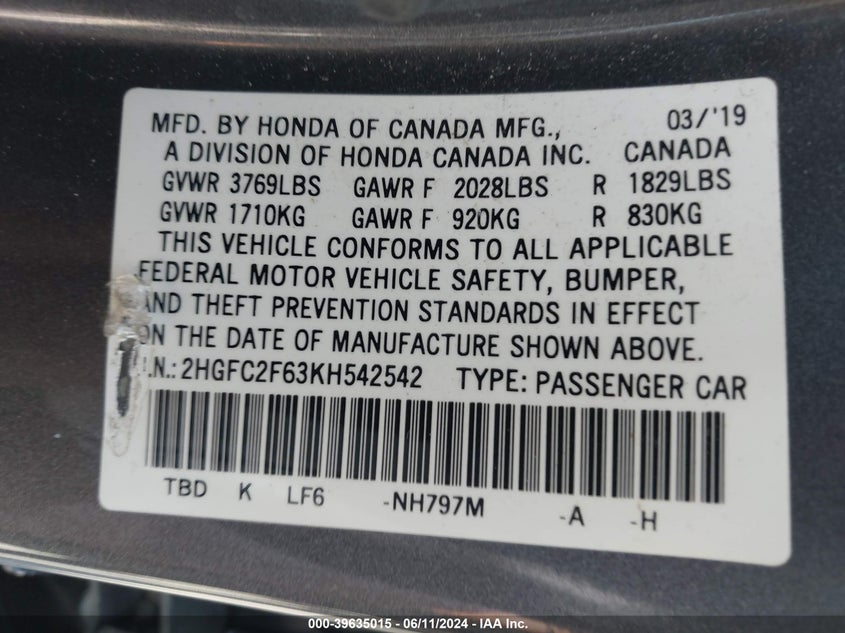 MFD. BY HONDA OF CANADA MFG., 03/'19
A DIVISION OF HONDA CANADA INC. CANADA
GVWR 3769LBS GAWR F 2028LBS R 1829LBS
GVWR 1710KG GAWR F 920KG R 830KG
THIS VEHICLE CONFORMS TO ALL APPLICABLE
FEDERAL MOTOR VEHICLE SAFETY, BUMPER,
AND THEFT PREVENTION STANDARDS IN EFFECT
ON THE DATE OF MANUFACTURE SHOWN ABOVE.
.N.: 2HGFC2F63KH542542 TYPE: PASSENGER CAR
TBD K LF6 -NH797M -A -H
000-39635015 - 06/11/2024 - IAA Inc.